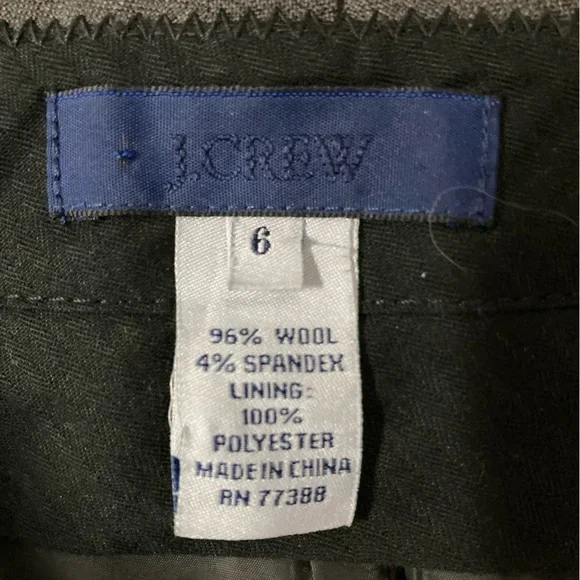 J.CREW
6
96% WOOL
4% SPANDEX
LINING:
100%
POLYESTER
MADE IN CHINA
RN 77388